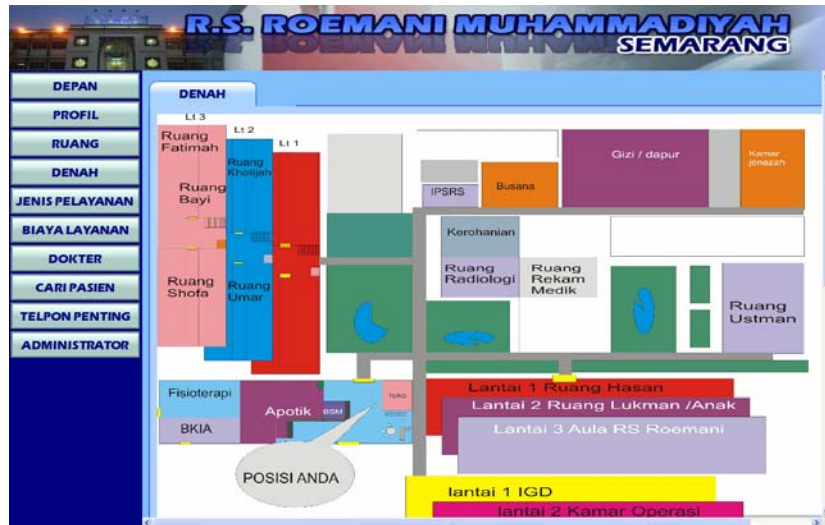 R.S. ROEMANI MUHAMMADIYAH
SEMARANG
DEPAN
PROFIL
RUANG
DENAH
JENIS PELAYANAN
BIAYA LAYANAN
DOKTER
CARI PASIEN
TELPON PENTING
ADMINISTRATOR
DENAH
Lt 3
Lt 2
Lt 1
Ruang
Fatimah
Ruang
Khotijah
Ruang
Bayi
Ruang
Shofa
Ruang
Umar
IPSRS
Busana
Gizi / dapur
Kamar
jenazah
Kerohanian
Ruang
Radiologi
Ruang
Rekam
Medik
Ruang
Ustman
Fisioterapi
BKIA
Apotik
BSM
POSISI ANDA
Lantai 1 Ruang Hasan
Lantai 2 Ruang Lukman /Anak
Lantai 3 Aula RS Roemani
lantai 1 IGD
lantai 2 Kamar Operasi